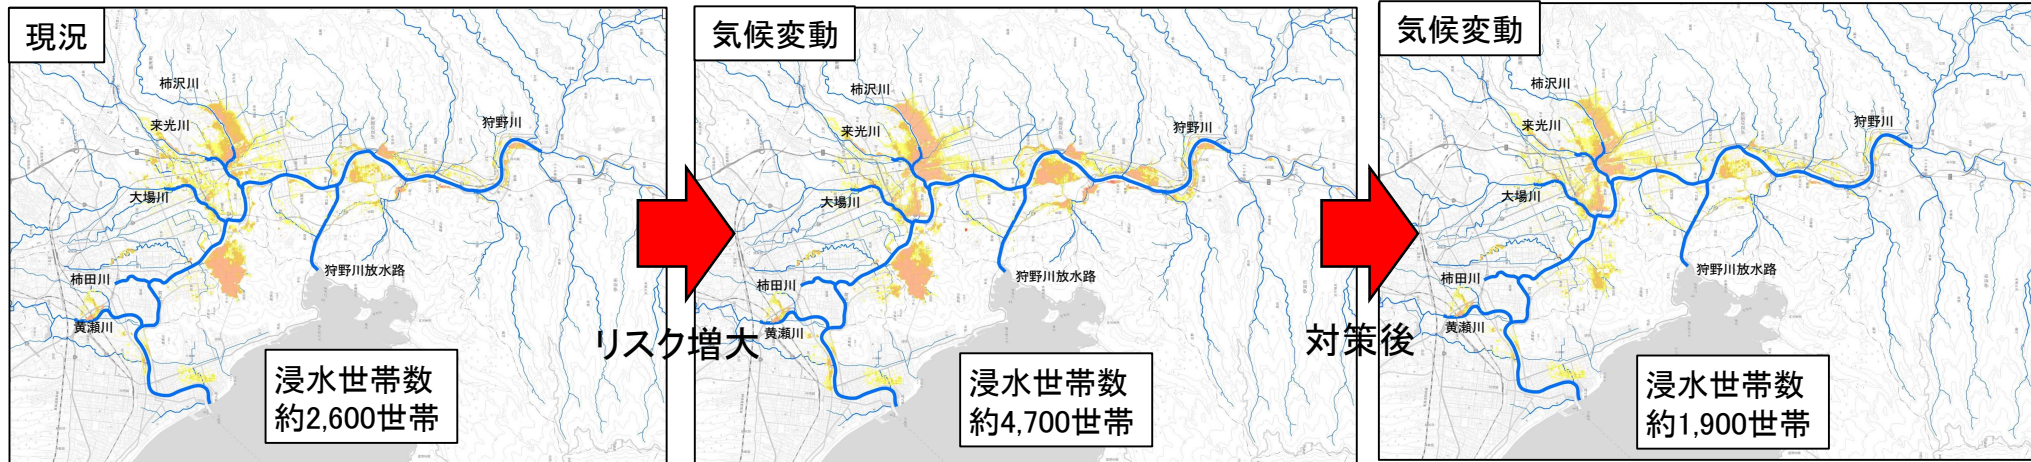 現況
柿沢川
来光川
狩野川
大場川
狩野川放水路
柿田川
黄瀬川
浸水世帯数
約2,600世帯
リスク増大
気候変動
柿沢川
来光川
狩野川
大場川
狩野川放水路
柿田川
黄瀬川
浸水世帯数
約4,700世帯
対策後
気候変動
柿沢川
来光川
狩野川
大場川
狩野川放水路
柿田川
黄瀬川
浸水世帯数
約1,900世帯